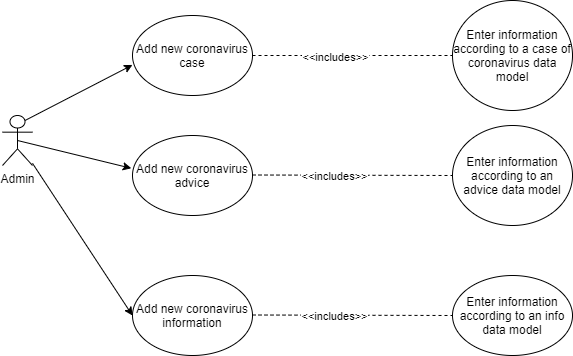 Add new coronavirus
case
<<includes>>
Enter information
according to a case of
coronavirus data
model
Admin
Add new coronavirus
advice
<<includes>>
Enter information
according to an
advice data model
Add new coronavirus
information
<<includes>>
Enter information
according to an info
data model